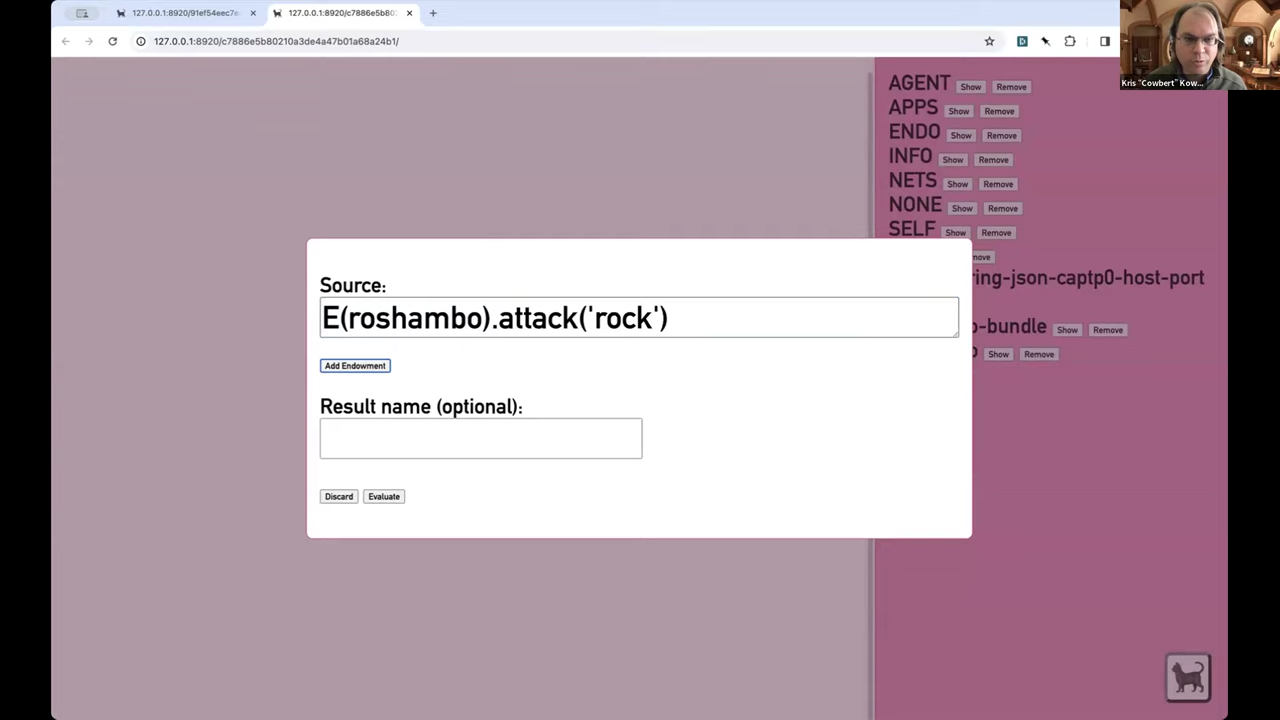 127.0.0.1:8920/91ef54eec7e
127.0.0.1:8920/c7886e5b80
127.0.0.1:8920/c7886e5b80210a3de4a47b01a68a24b1/
Kris "Cowbert" Kow...
AGENT Show Remove
APPS Show Remove
ENDO Show Remove
INFO Show Remove
NETS Show Remove
NONE Show Remove
SELF Show Remove
move
ring-json-captp0-host-port
o-bundle Show Remove
Show Remove
Source:
E(roshambo).attack('rock')
Add Endowment
Result name (optional):
Discard Evaluate